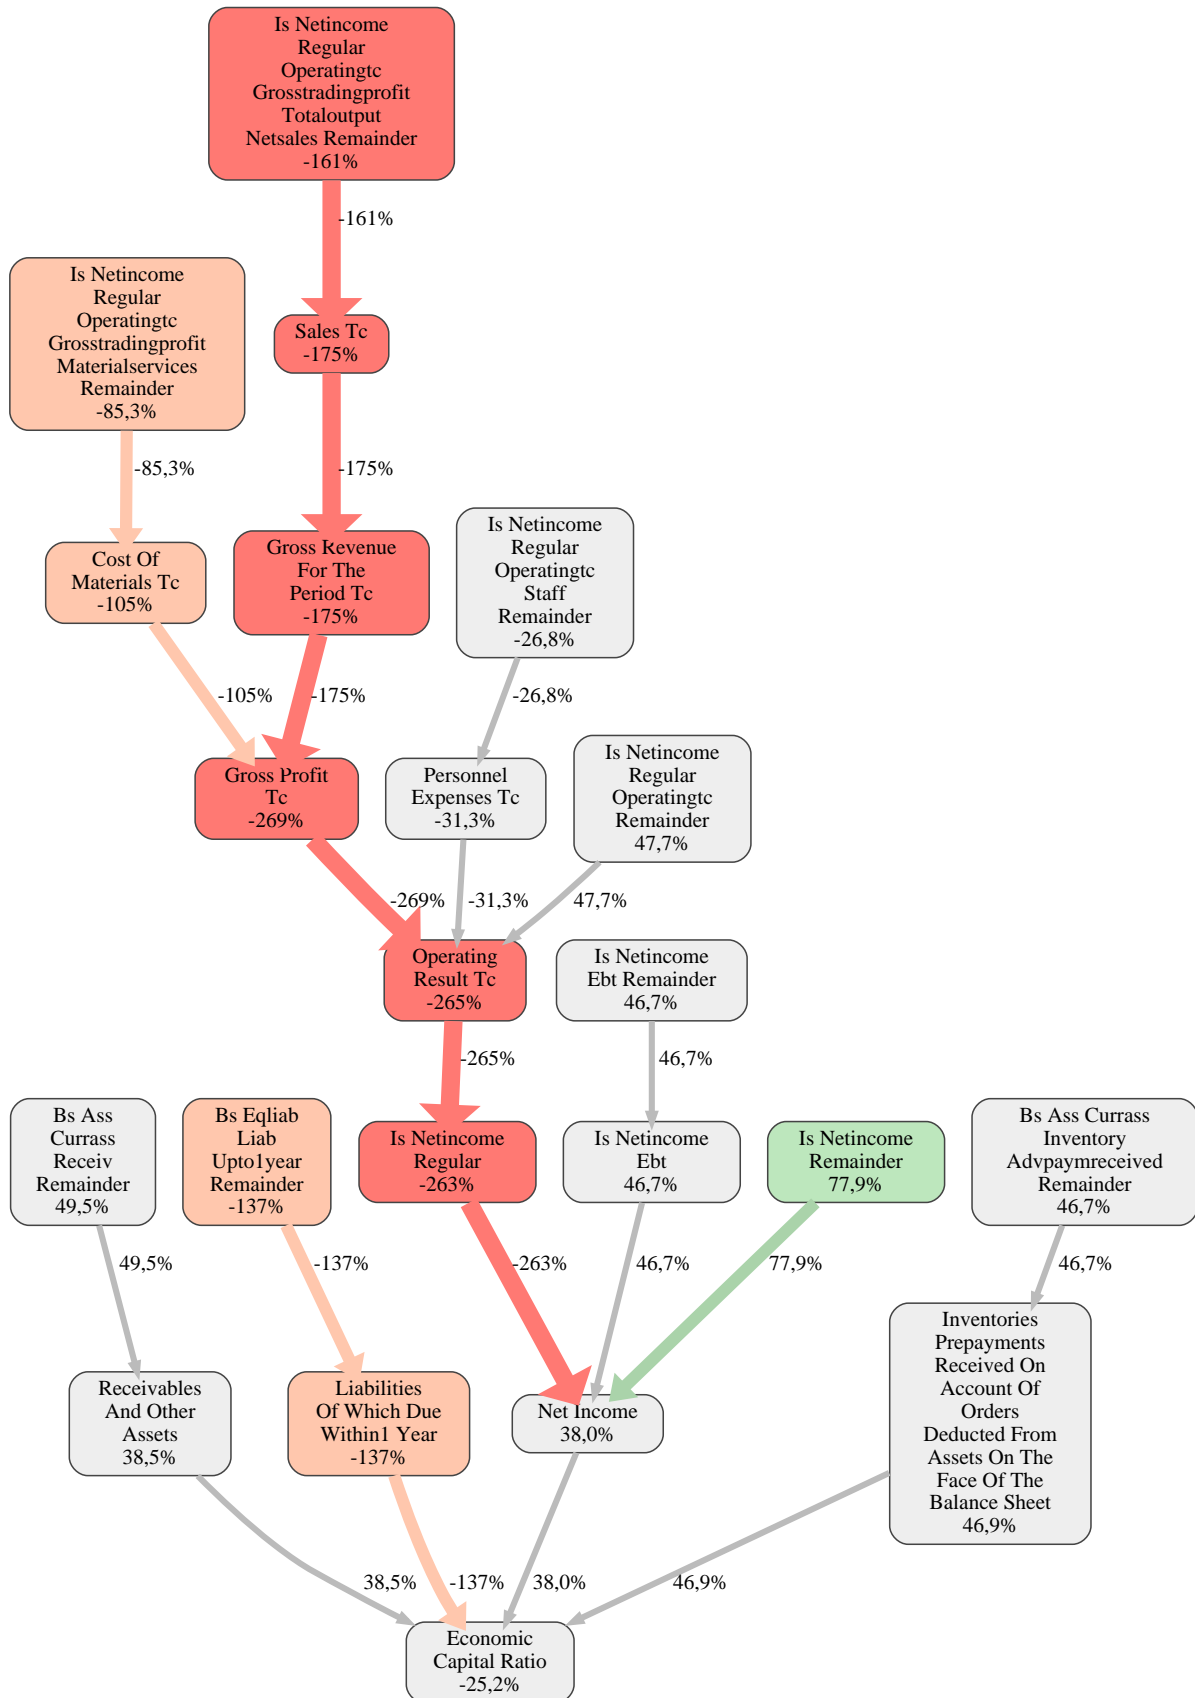 Is Netincome
Regular
Operatingtc
Grosstradingprofit
Totaloutput
Netsales Remainder
-161%
-161%
Is Netincome
Regular
Operatingtc
Grosstradingprofit
Materialservices
Remainder
-85,3%
Sales Tc
-175%
-85,3%
-175%
Cost Of
Materials Tc
-105%
Gross Revenue
For The
Period Tc
-175%
Is Netincome
Regular
Operatingtc
Staff
Remainder
-26,8%
-105%
-175%
-26,8%
Gross Profit
Tc
-269%
Personnel
Expenses Tc
-31,3%
Is Netincome
Regular
Operatingtc
Remainder
47,7%
-269%
-31,3%
47,7%
Operating
Result Tc
-265%
Is Netincome
Ebt Remainder
46,7%
-265%
46,7%
Bs Ass
Currass
Receiv
Remainder
49,5%
Bs Eqliab
Liab
Upto1year
Remainder
-137%
Is Netincome
Regular
-263%
Is Netincome
Ebt
46,7%
Is Netincome
Remainder
77,9%
Bs Ass Currass
Inventory
Advpaymreceived
Remainder
46,7%
49,5%
-137%
-263%
46,7%
77,9%
46,7%
Receivables
And Other
Assets
38,5%
Liabilities
Of Which Due
Within1 Year
-137%
Net Income
38,0%
Inventories
Prepayments
Received On
Account Of
Orders
Deducted From
Assets On The
Face Of The
Balance Sheet
46,9%
38,5%
-137%
38,0%
46,9%
Economic
Capital Ratio
-25,2%